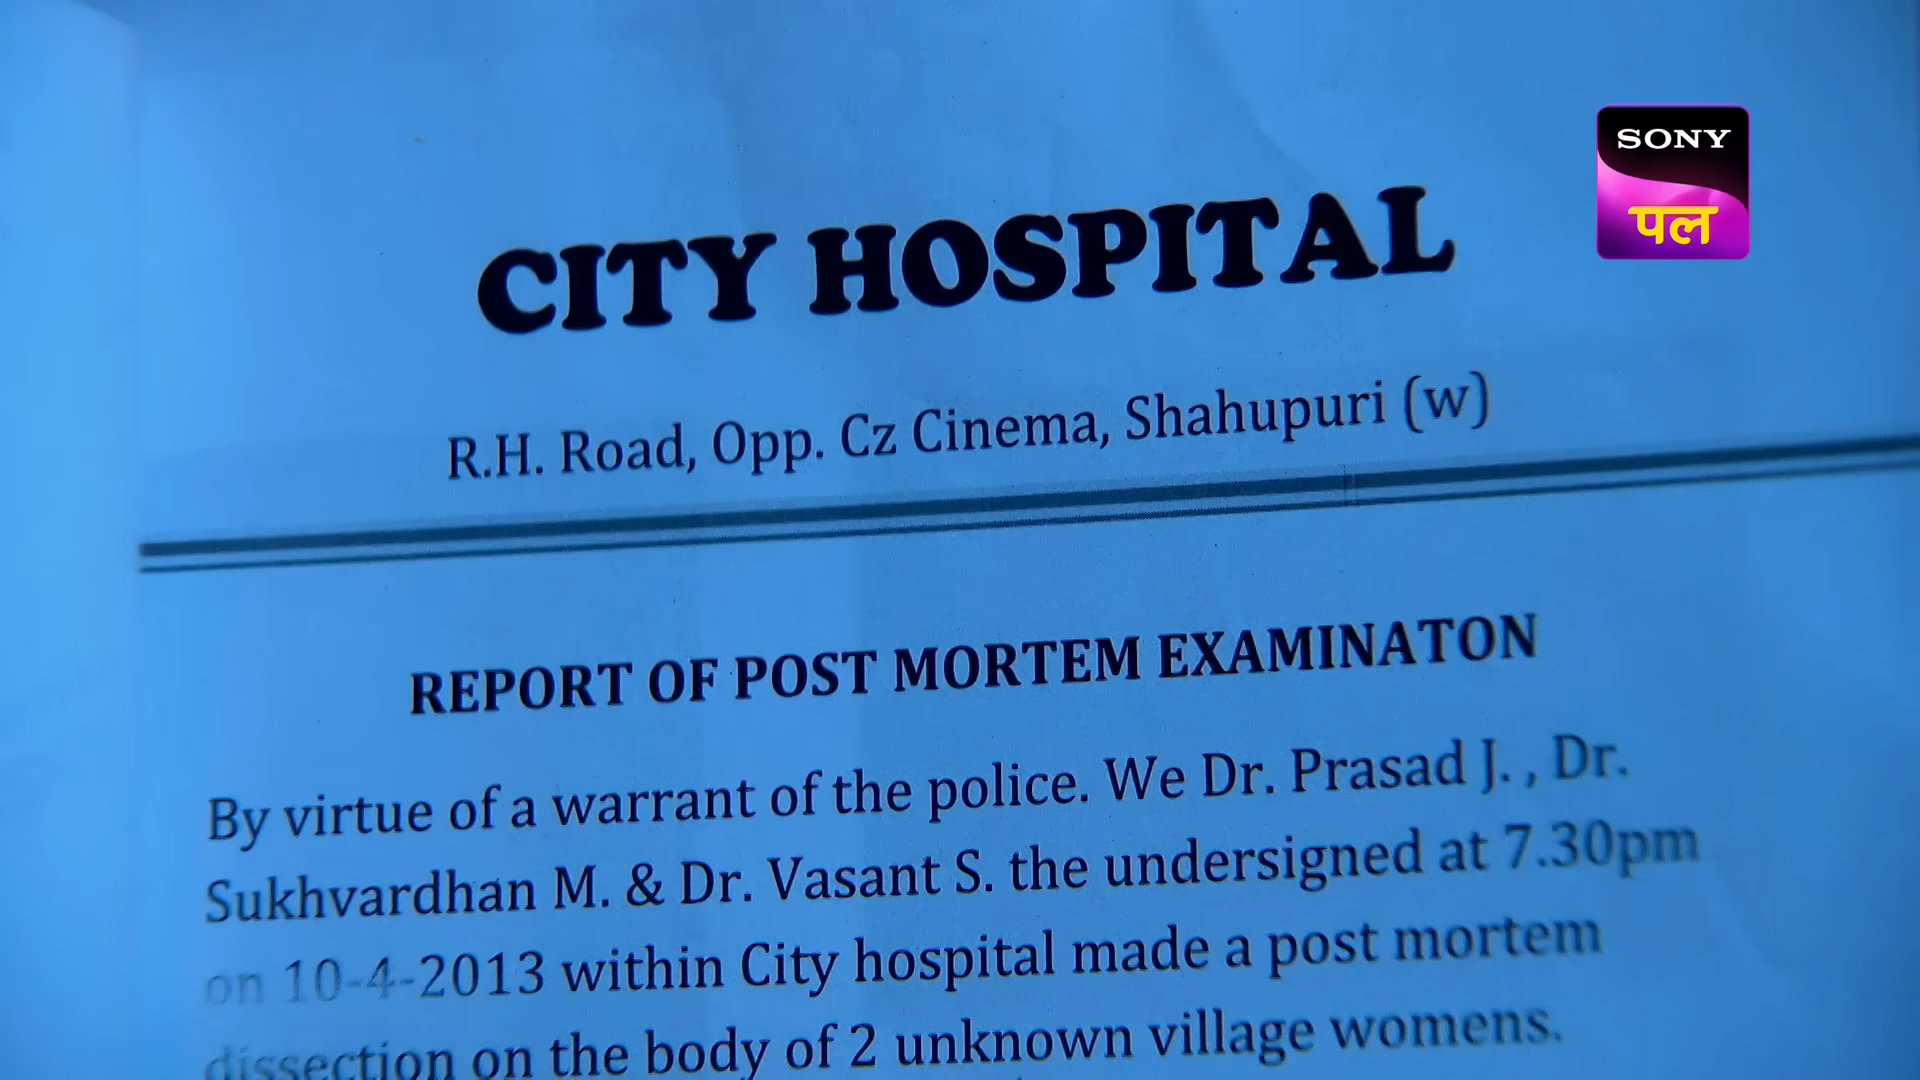 SONY
पल
CITY HOSPITAL
R.H. Road, Opp. Cz Cinema, Shahupuri (w)
REPORT OF POST MORTEM EXAMINATON
By virtue of a warrant of the police. We Dr. Prasad J. , Dr.
Sukhvardhan M. & Dr. Vasant S. the undersigned at 7.30pm
on 10-4-2013 within City hospital made a post mortem
dissection on the body of 2 unknown village womens.